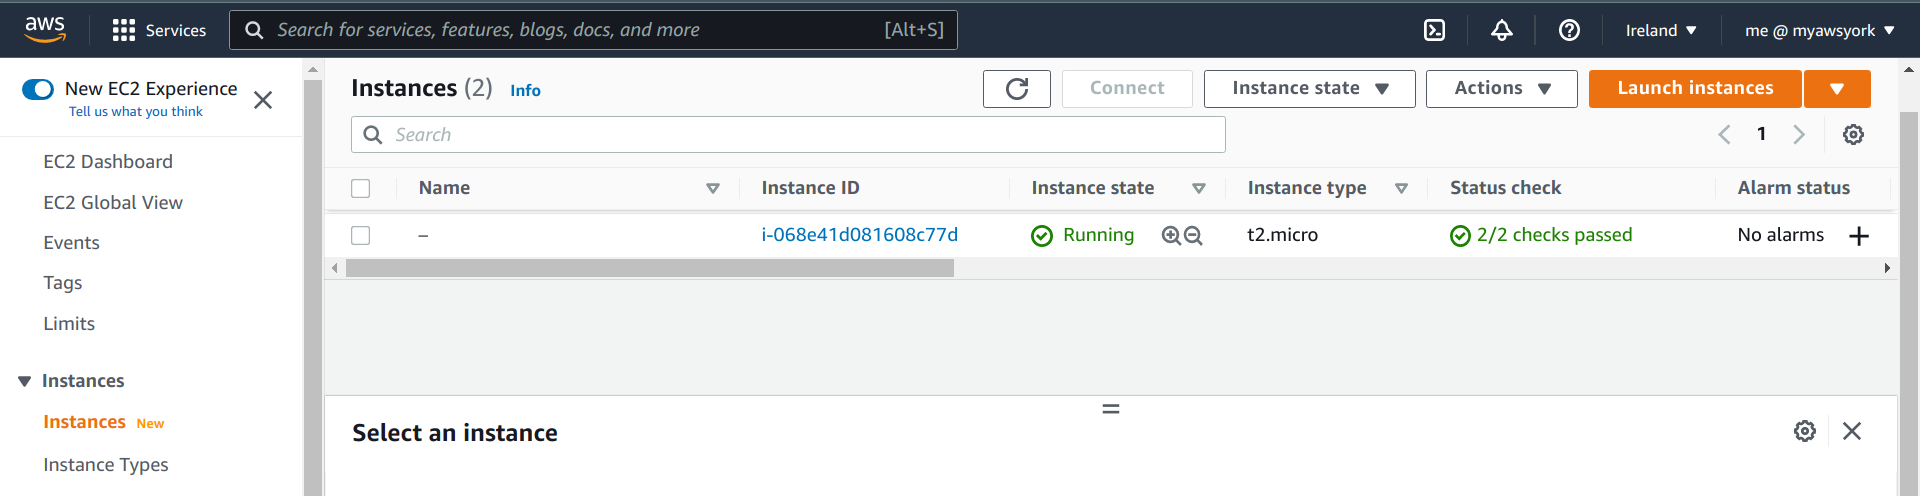 aws Services Search for services, features, blogs, docs, and more [Alt+S] Ireland ▼ me @ myawsyork ▼
New EC2 Experience
Tell us what you think
EC2 Dashboard
EC2 Global View
Events
Tags
Limits
Instances
Instances New
Instance Types
Instances (2) Info Connect Instance state ▼ Actions ▼ Launch instances ▼
Search
1
Name Instance ID Instance state Instance type Status check Alarm status
– i-068e41d081608c77d Running t2.micro 2/2 checks passed No alarms +
Select an instance